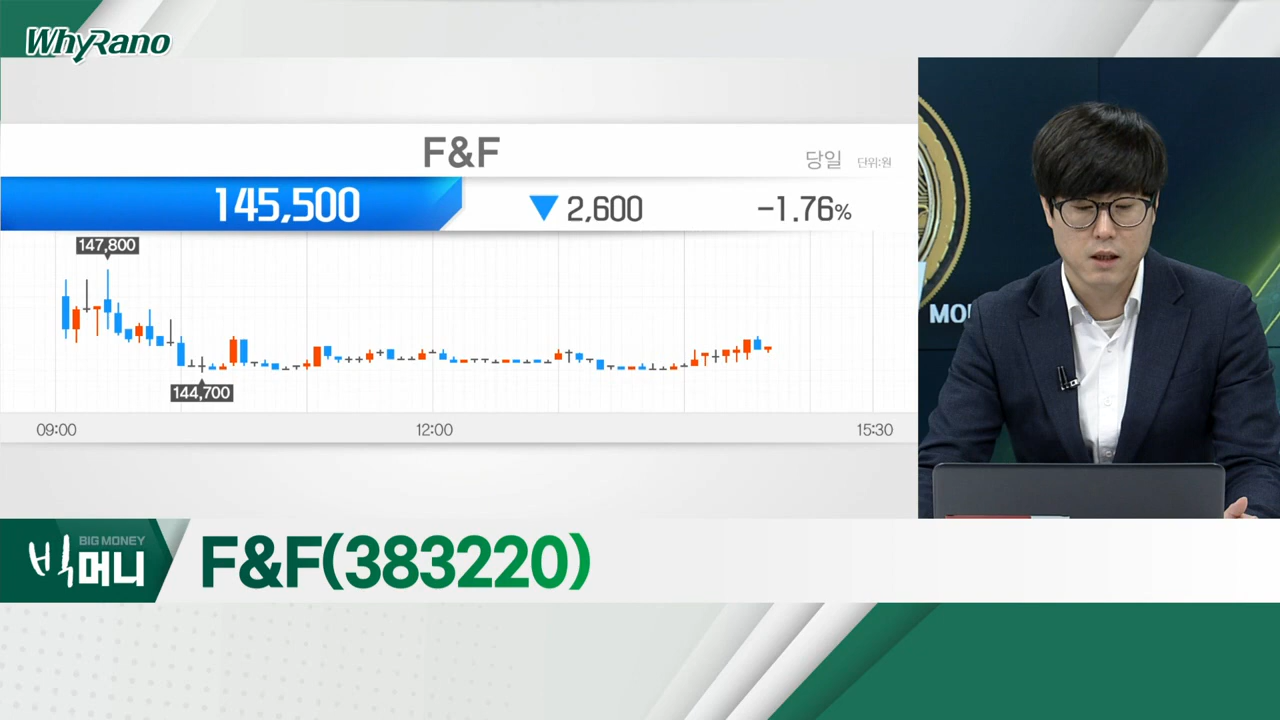 WhyRano
F&F
당일 단위:원
145,500 ▼ 2,600 -1.76%
147,800
144,700
09:00 12:00 15:30
MO
BIG MONEY
빅머니
F&F(383220)